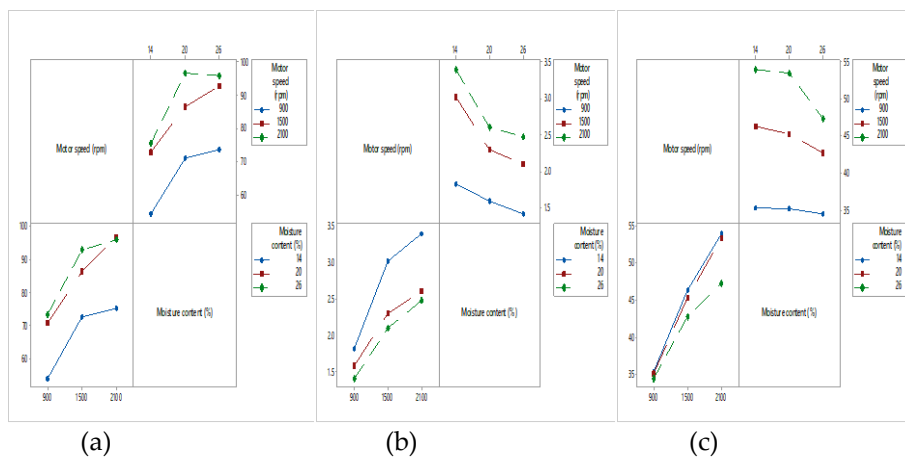 14 20 26
Motor speed (rpm)
100
90
80
70
60
Motor
speed
(rpm)
900
1500
2100
100
90
80
70
60
Moisture content (%)
Moisture
content (%)
14
20
26
900 1500 2100
(a)
14 20 26
Motor speed (rpm)
3.5
3.0
2.5
2.0
1.5
Motor
speed
(rpm)
900
1500
2100
3.5
3.0
2.5
2.0
1.5
Moisture content (%)
Moisture
content (%)
14
20
26
900 1500 2100
(b)
14 20 26
Motor speed (rpm)
55
50
45
40
35
Motor
speed
(rpm)
900
1500
2100
55
50
45
40
35
Moisture content (%)
Moisture
content (%)
14
20
26
900 1500 2100
(c)